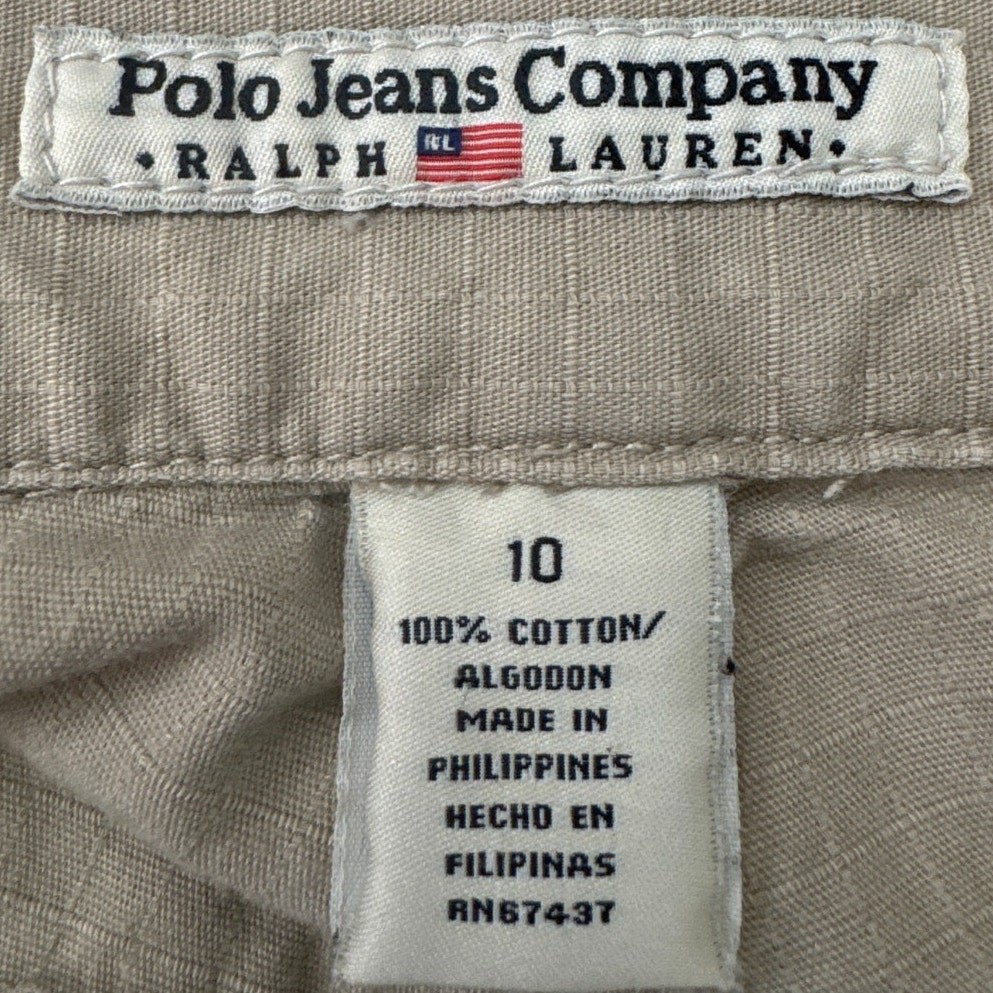 Polo Jeans Company
•RALPH RL LAUREN•
10
100% COTTON/
ALGODON
MADE IN
PHILIPPINES
HECHO EN
FILIPINAS
RN67437